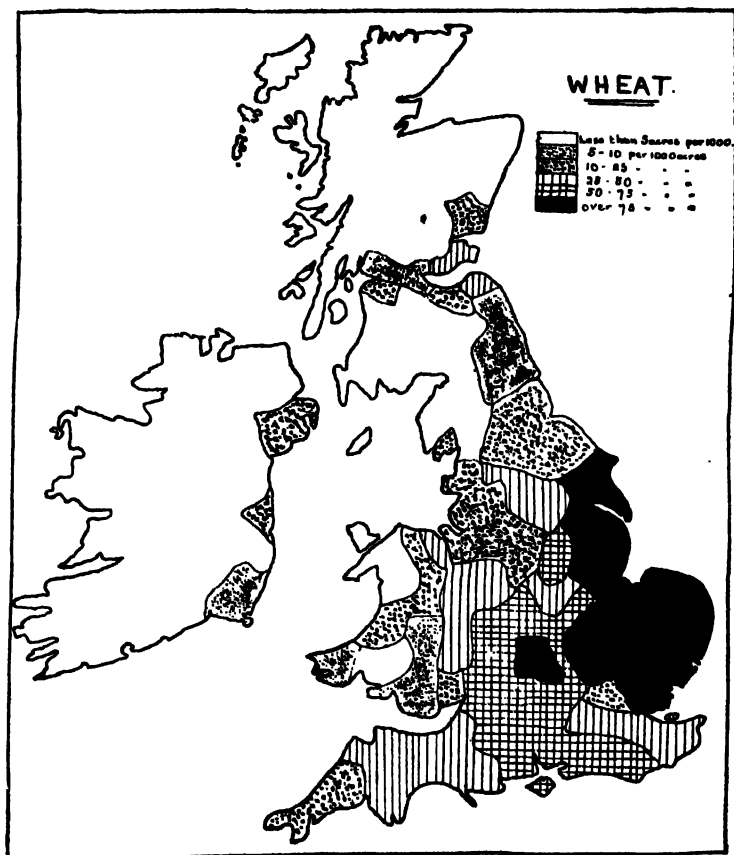 WHEAT.
Less than 5 acres per 1000.
5-10 per 1000 acres
10-25 - - -
25-50 - " "
50-75 - " "
over 75 - - "